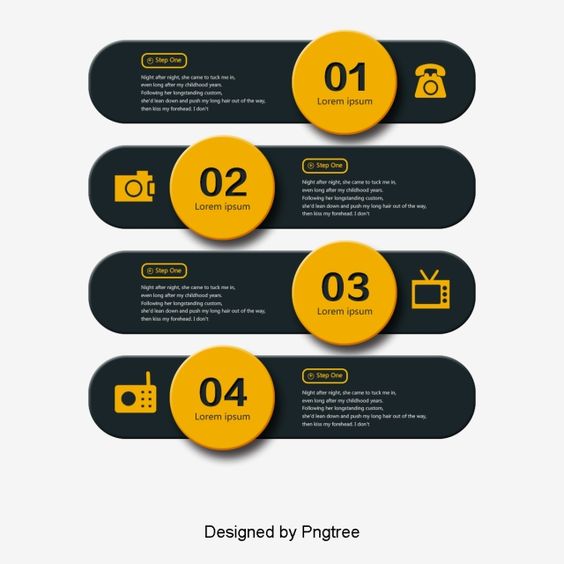 Step One
Night after night, she came to tuck me in,
even long after my childhood years.
Following her longstanding custom,
she'd lean down and push my long hair out of the way,
then kiss my forehead. I don't
01
Lorem ipsum
02
Lorem ipsum
Step One
Night after night, she came to tuck me in,
even long after my childhood years.
Following her longstanding custom,
she'd lean down and push my long hair out of the way,
then kiss my forehead. I don't
Step One
Night after night, she came to tuck me in,
even long after my childhood years.
Following her longstanding custom,
she'd lean down and push my long hair out of the way,
then kiss my forehead. I don't
03
Lorem ipsum
04
Lorem ipsum
Step One
Night after night, she came to tuck me in,
even long after my childhood years.
Following her longstanding custom,
she'd lean down and push my long hair out of the way,
then kiss my forehead. I don't
Designed by Pngtree